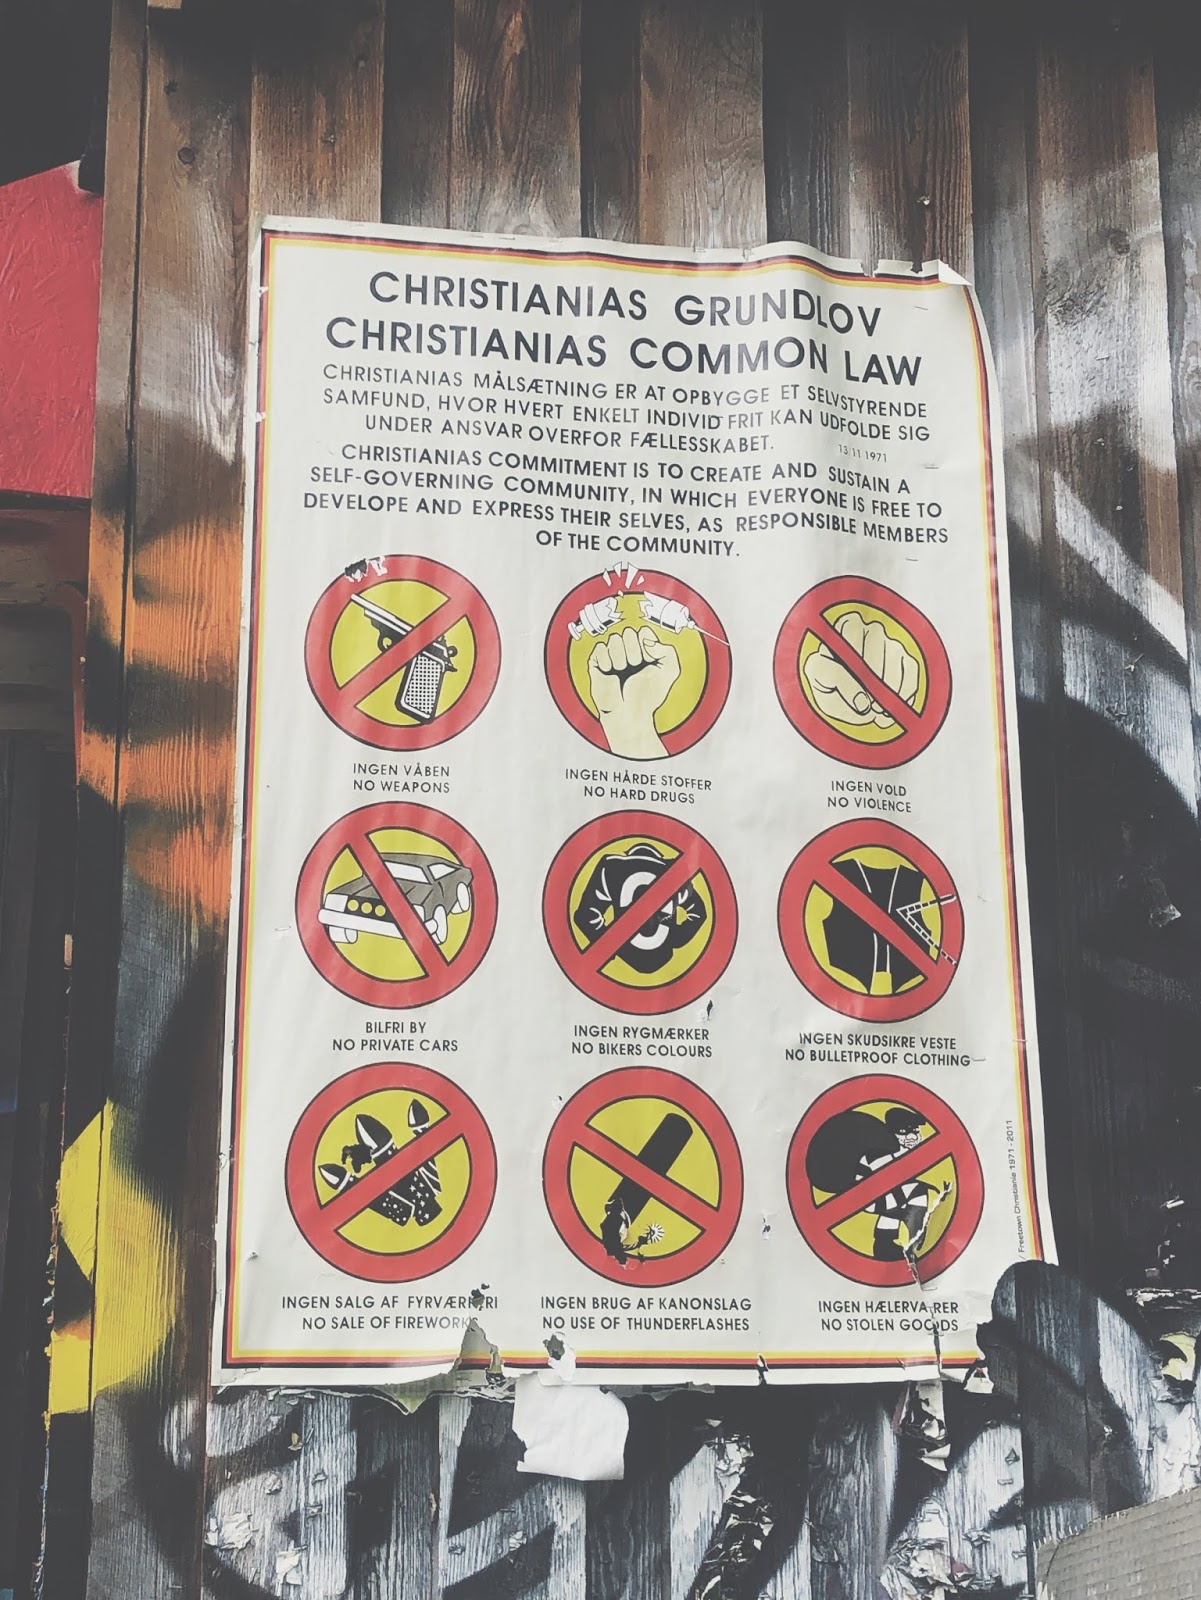 CHRISTIANIAS GRUNDLOV
CHRISTIANIAS COMMON LAW
CHRISTIANIAS MÅLSÆTNING ER AT OPBYGGE ET SELVSTYRENDE
SAMFUND, HVOR HVERT ENKELT INDIVID FRIT KAN UDFOLDE SIG
UNDER ANSVAR OVERFOR FÆLLESSKABET.
13 11 1971
CHRISTIANIAS COMMITMENT IS TO CREATE AND SUSTAIN A
SELF-GOVERNING COMMUNITY, IN WHICH EVERYONE IS FREE TO
DEVELOPE AND EXPRESS THEIR SELVES, AS RESPONSIBLE MEMBERS
OF THE COMMUNITY.
INGEN VÅBEN
NO WEAPONS
INGEN HÅRDE STOFFER
NO HARD DRUGS
INGEN VOLD
NO VIOLENCE
BILFRI BY
NO PRIVATE CARS
INGEN RYGMÆRKER
NO BIKERS COLOURS
INGEN SKUDSIKRE VESTE
NO BULLETPROOF CLOTHING
INGEN SALG AF FYRVÆRKERI
NO SALE OF FIREWORKS
INGEN BRUG AF KANONSLAG
NO USE OF THUNDERFLASHES
INGEN HÆLERVARER
NO STOLEN GOODS
/ Freetown Christiania 1971 - 2011